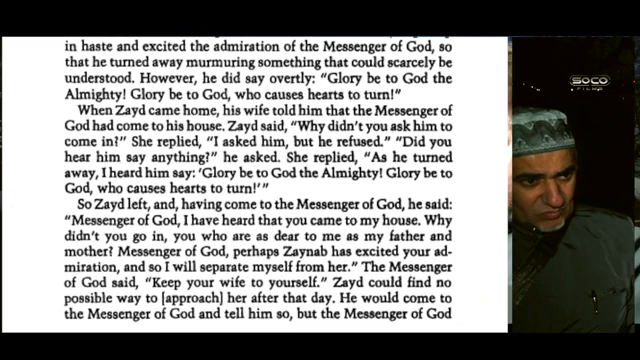 in haste and excited the admiration of the Messenger of God, so
that he turned away murmuring something that could scarcely be
understood. However, he did say overtly: “Glory be to God the
Almighty! Glory be to God, who causes hearts to turn!”
When Zayd came home, his wife told him that the Messenger of
God had come to his house. Zayd said, “Why didn’t you ask him to
come in?” She replied, “I asked him, but he refused.” “Did you
hear him say anything?” he asked. She replied, “As he turned
away, I heard him say: ‘Glory be to God the Almighty! Glory be to
God, who causes hearts to turn!’”
So Zayd left, and, having come to the Messenger of God, he said:
“Messenger of God, I have heard that you came to my house. Why
didn’t you go in, you who are as dear to me as my father and
mother? Messenger of God, perhaps Zaynab has excited your ad-
miration, and so I will separate myself from her.” The Messenger
of God said, “Keep your wife to yourself.” Zayd could find no
possible way to [approach] her after that day. He would come to
the Messenger of God and tell him so, but the Messenger of God
SOCO
FILMS